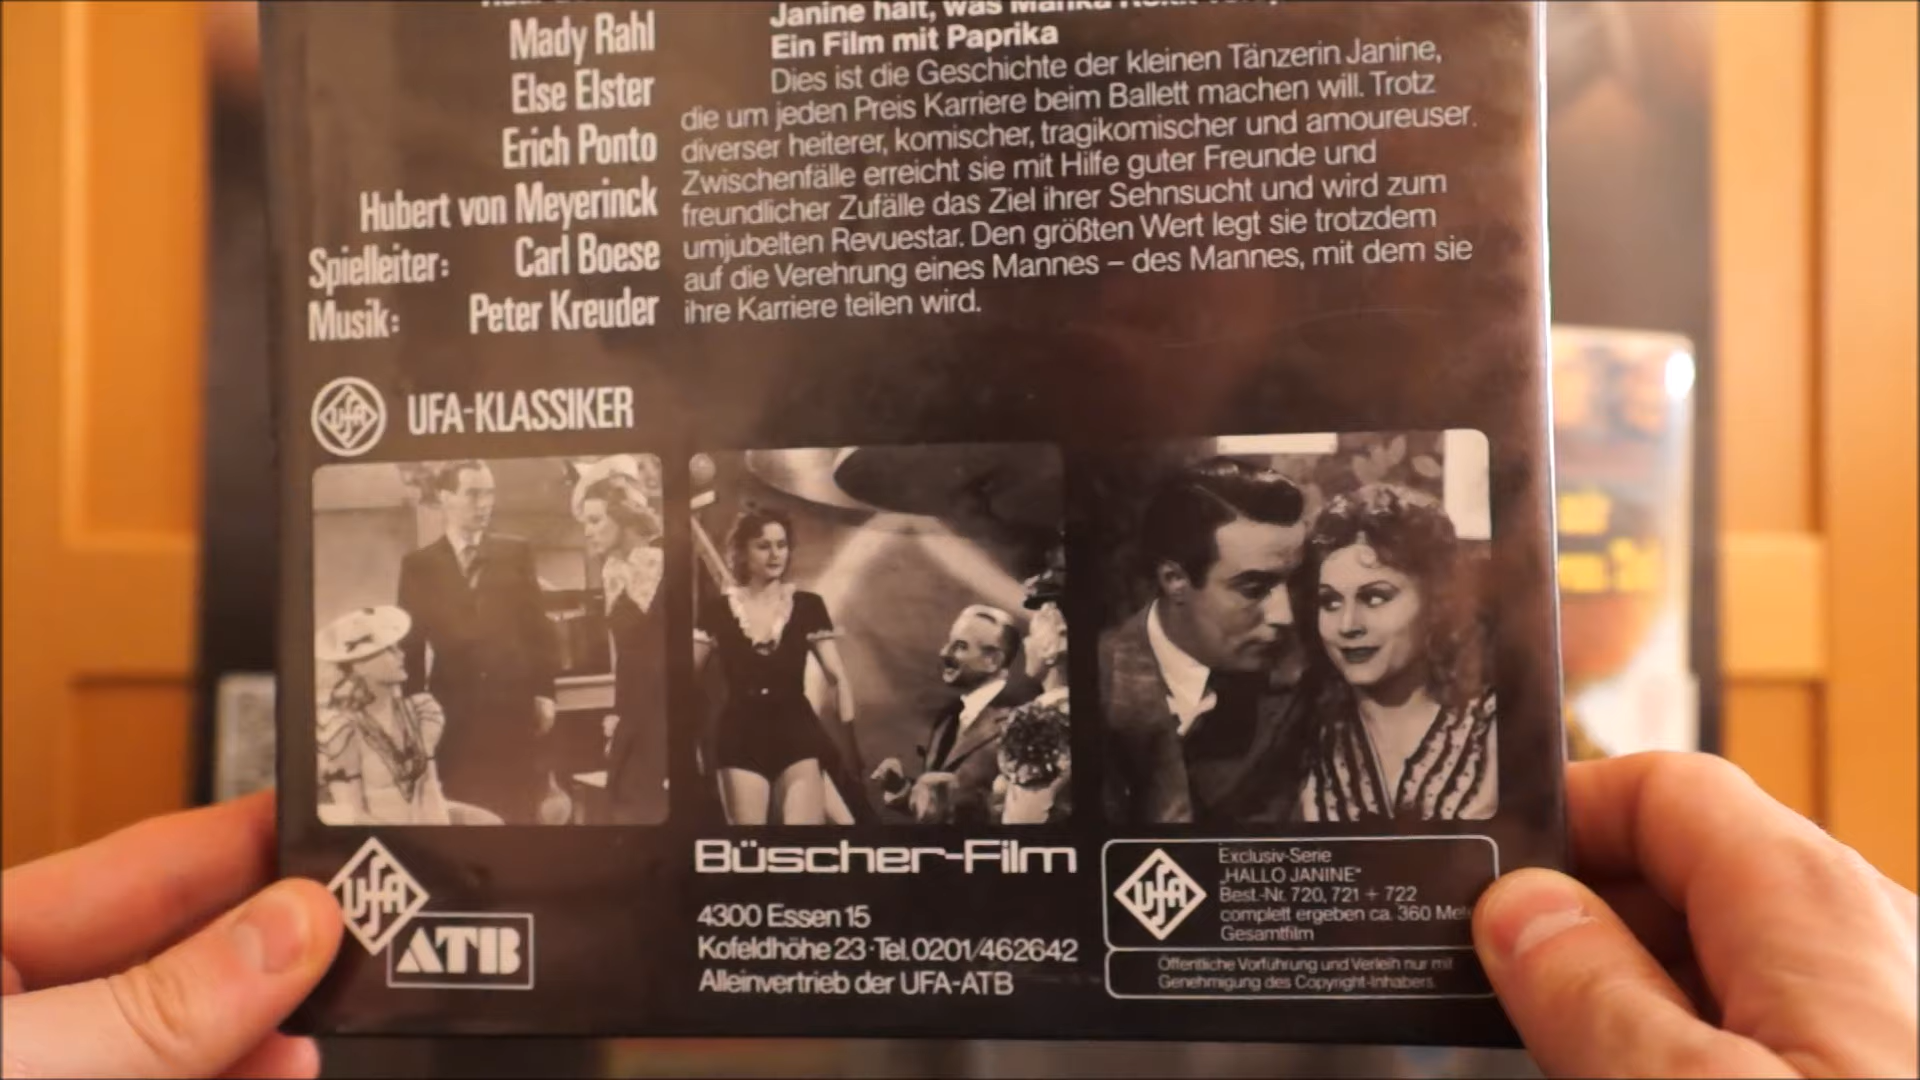 Janine hält, was Marika
Mady Rahl
Ein Film mit Paprika
Else Elster
Dies ist die Geschichte der kleinen Tänzerin Janine,
die um jeden Preis Karriere beim Ballett machen will. Trotz
Erich Ponto
diverser heiterer, komischer, tragikomischer und amoureuser
Zwischenfälle erreicht sie mit Hilfe guter Freunde und
Hubert von Meyerinck
freundlicher Zufälle das Ziel ihrer Sehnsucht und wird zum
umjubelten Revuestar. Den größten Wert legt sie trotzdem
Spielleiter: Carl Boese
auf die Verehrung eines Mannes – des Mannes, mit dem sie
Musik: Peter Kreuder
ihre Karriere teilen wird.
UFA UFA-KLASSIKER
UFA
ATB
Büscher-Film
4300 Essen 15
Kofeldhöhe 23·Tel. 0201/462642
Alleinvertrieb der UFA-ATB
UFA
Exclusiv-Serie
„HALLO JANINE"
Best.-Nr. 720, 721 + 722
complett ergeben ca. 360
Gesamtfilm
Öffentliche Vorführung und Verleih nur mit
Genehmigung des Copyright-Inhabers.